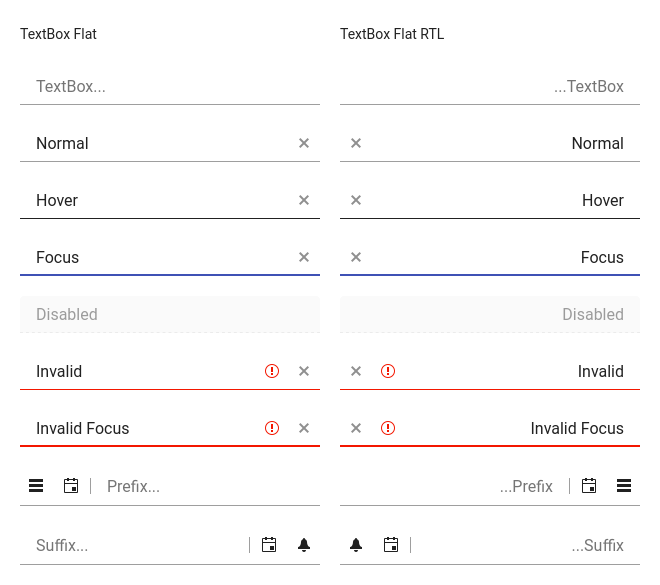 TextBox Flat
TextBox...
Normal
Hover
Focus
Disabled
Invalid
Invalid Focus
Prefix...
Suffix...
TextBox Flat RTL
...TextBox
Normal
Hover
Focus
Disabled
Invalid
Invalid Focus
...Prefix
...Suffix